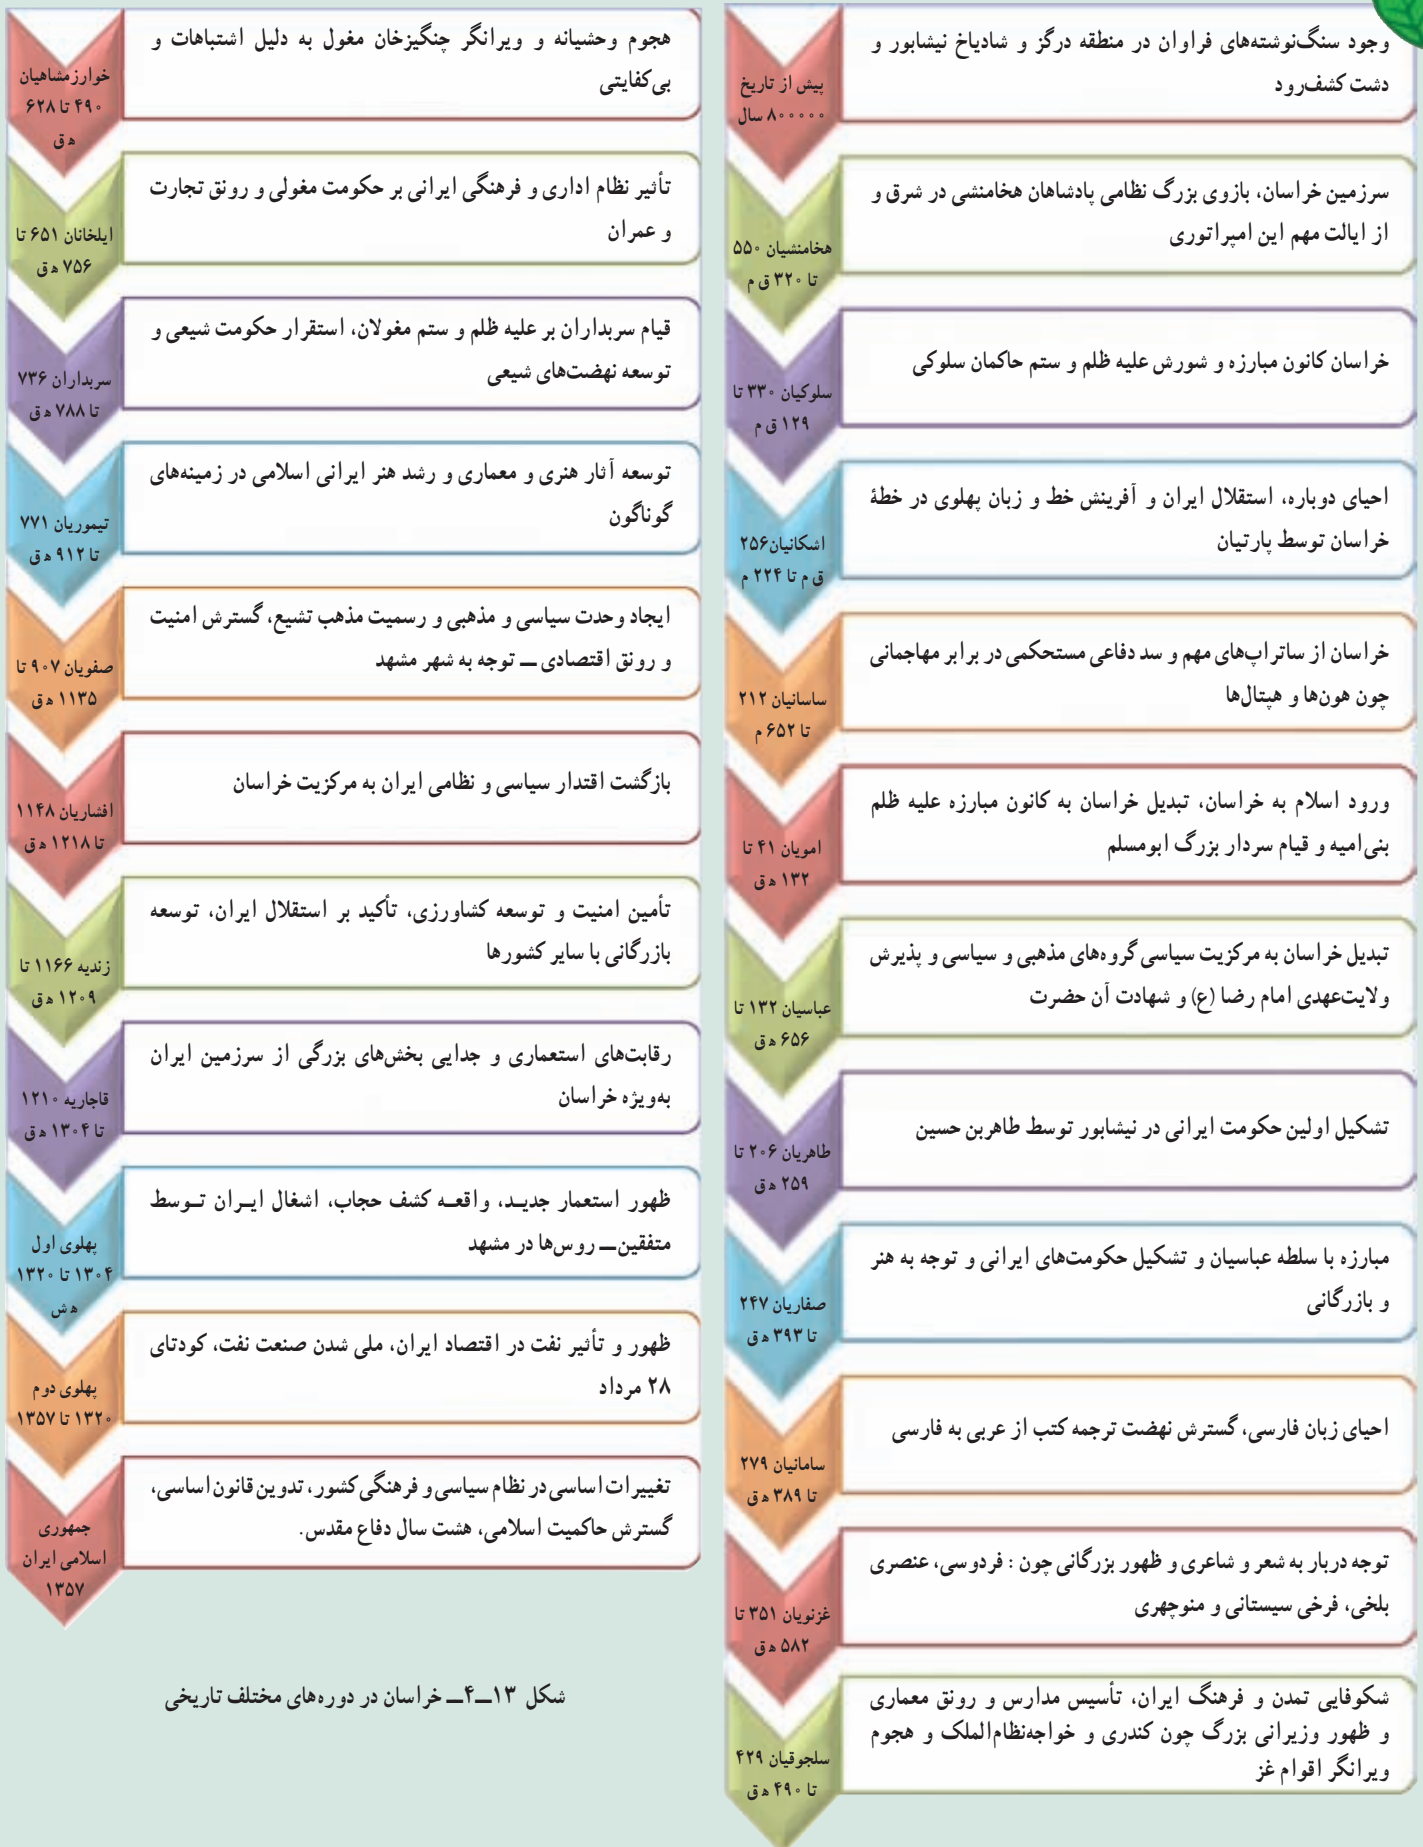 پیش از تاریخ
۸۰۰۰۰۰ سال
وجود سنگ‌نوشته‌های فراوان در منطقه درگز و شادیاخ نیشابور و
دشت کشف‌رود
هخامنشیان ۵۵۰
تا ۳۲۰ ق م
سرزمین خراسان، بازوی بزرگ نظامی پادشاهان هخامنشی در شرق و
از ایالت مهم این امپراتوری
سلوکیان ۳۳۰ تا
۱۲۹ ق م
خراسان کانون مبارزه و شورش علیه ظلم و ستم حاکمان سلوکی
اشکانیان۲۵۶
ق م تا ۲۲۴ م
احیای دوباره، استقلال ایران و آفرینش خط و زبان پهلوی در خطهٔ
خراسان توسط پارتیان
ساسانیان ۲۱۲
تا ۶۵۲ م
خراسان از ساتراپ‌های مهم و سد دفاعی مستحکمی در برابر مهاجمانی
چون هون‌ها و هپتال‌ها
امویان ۴۱ تا
۱۳۲ ه ق
ورود اسلام به خراسان، تبدیل خراسان به کانون مبارزه علیه ظلم
بنی‌امیه و قیام سردار بزرگ ابومسلم
عباسیان ۱۳۲ تا
۶۵۶ ه ق
تبدیل خراسان به مرکزیت سیاسی گروه‌های مذهبی و سیاسی و پذیرش
ولایت‌عهدی امام رضا (ع) و شهادت آن حضرت
طاهریان ۲۰۶ تا
۲۵۹ ه ق
تشکیل اولین حکومت ایرانی در نیشابور توسط طاهربن حسین
صفاریان ۲۴۷
تا ۳۹۳ ه ق
مبارزه با سلطه عباسیان و تشکیل حکومت‌های ایرانی و توجه به هنر
و بازرگانی
سامانیان ۲۷۹
تا ۳۸۹ ه ق
احیای زبان فارسی، گسترش نهضت ترجمه کتب از عربی به فارسی
غزنویان ۳۵۱ تا
۵۸۲ ه ق
توجه دربار به شعر و شاعری و ظهور بزرگانی چون : فردوسی، عنصری
بلخی، فرخی سیستانی و منوچهری
سلجوقیان ۴۲۹
تا ۴۹۰ ه ق
شکوفایی تمدن و فرهنگ ایران، تأسیس مدارس و رونق معماری
و ظهور وزیرانی بزرگ چون کندری و خواجه‌نظام‌الملک و هجوم
ویرانگر اقوام غز
خوارزمشاهیان
۴۹۰ تا ۶۲۸
ه ق
هجوم وحشیانه و ویرانگر چنگیزخان مغول به دلیل اشتباهات و
بی‌کفایتی
ایلخانان ۶۵۱ تا
۷۵۶ ه ق
تأثیر نظام اداری و فرهنگی ایرانی بر حکومت مغولی و رونق تجارت
و عمران
سربداران ۷۳۶
تا ۷۸۸ ه ق
قیام سربداران بر علیه ظلم و ستم مغولان، استقرار حکومت شیعی و
توسعه نهضت‌های شیعی
تیموریان ۷۷۱
تا ۹۱۲ ه ق
توسعه آثار هنری و معماری و رشد هنر ایرانی اسلامی در زمینه‌های
گوناگون
صفویان ۹۰۷ تا
۱۱۳۵ ه ق
ایجاد وحدت سیاسی و مذهبی و رسمیت مذهب تشیع، گسترش امنیت
و رونق اقتصادی ــ توجه به شهر مشهد
افشاریان ۱۱۴۸
تا ۱۲۱۸ ه ق
بازگشت اقتدار سیاسی و نظامی ایران به مرکزیت خراسان
زندیه ۱۱۶۶ تا
۱۲۰۹ ه ق
تأمین امنیت و توسعه کشاورزی، تأکید بر استقلال ایران، توسعه
بازرگانی با سایر کشورها
قاجاریه ۱۲۱۰
تا ۱۳۰۴ ه ق
رقابت‌های استعماری و جدایی بخش‌های بزرگی از سرزمین ایران
به‌ویژه خراسان
پهلوی اول
۱۳۰۴ تا ۱۳۲۰
ه ش
ظهور استعمار جدیـد، واقعـه کشف حجاب، اشغال ایـران تـوسط
متفقین‌ــ روس‌ها در مشهد
پهلوی دوم
۱۳۲۰ تا ۱۳۵۷
ظهور و تأثیر نفت در اقتصاد ایران، ملی شدن صنعت نفت، کودتای
۲۸ مرداد
جمهوری
اسلامی ایران
۱۳۵۷
تغییرات اساسی در نظام سیاسی و فرهنگی کشور، تدوین قانون اساسی،
گسترش حاکمیت اسلامی، هشت سال دفاع مقدس.
شکل ۱۳ــ۴ــ خراسان در دوره‌های مختلف تاریخی